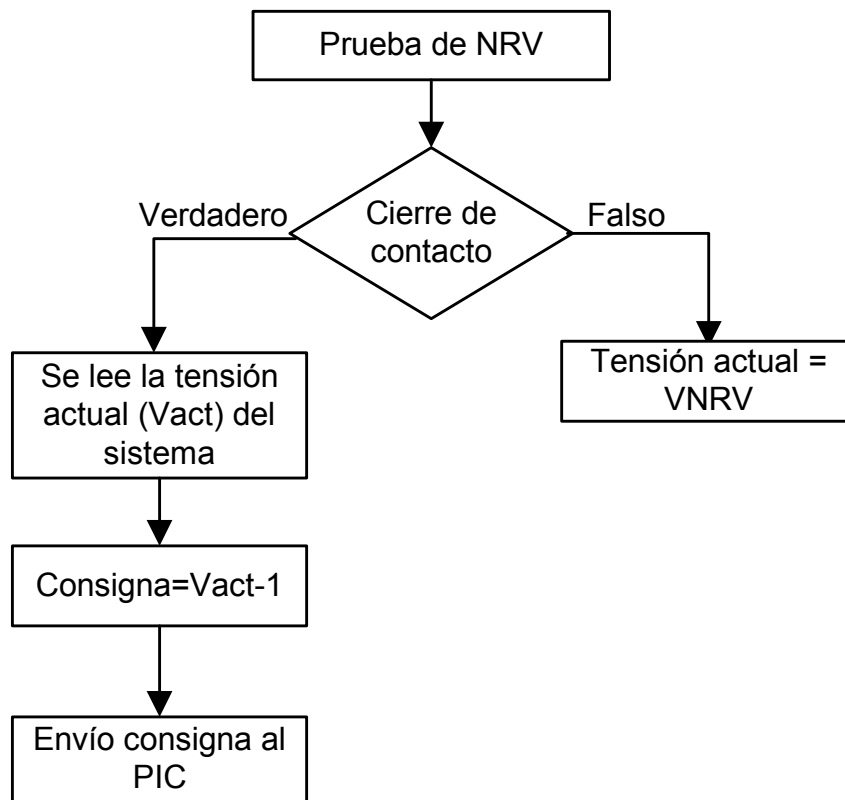 Prueba de NRV
Cierre de
contacto
Verdadero
Falso
Se lee la tensión
actual (Vact) del
sistema
Tensión actual =
VNRV
Consigna=Vact-1
Envío consigna al
PIC